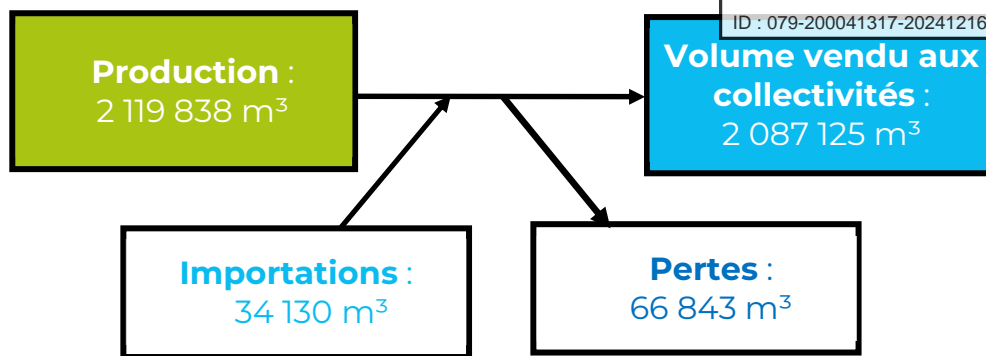 ID : 079-200041317-20241216
Production :
2 119 838 m³
Volume vendu aux
collectivités :
2 087 125 m³
Importations :
34 130 m³
Pertes :
66 843 m³